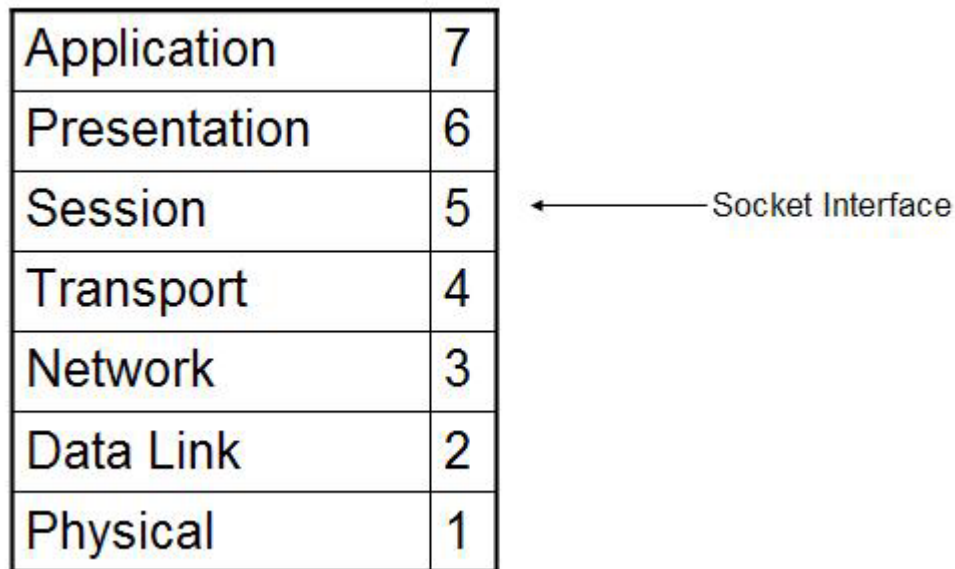 Application 7
Presentation 6
Session 5 Socket Interface
Transport 4
Network 3
Data Link 2
Physical 1